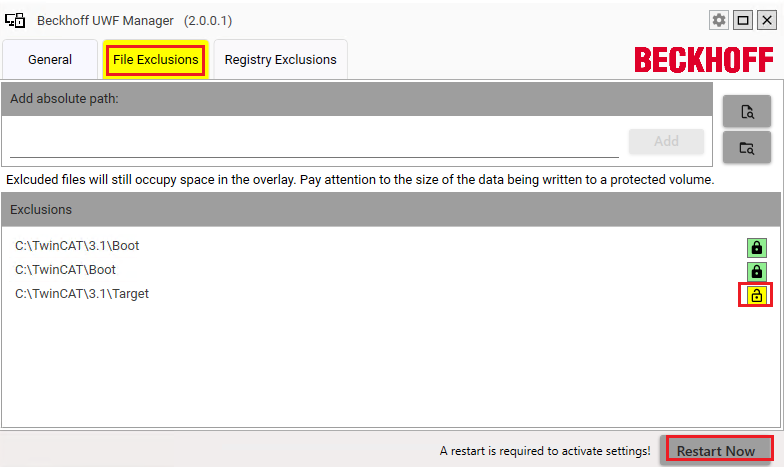 Beckhoff UWF Manager (2.0.0.1)
General
File Exclusions
Registry Exclusions
BECKHOFF
Add absolute path:
Add
Exlcuded files will still occupy space in the overlay. Pay attention to the size of the data being written to a protected volume.
Exclusions
C:\TwinCAT\3.1\Boot
C:\TwinCAT\Boot
C:\TwinCAT\3.1\Target
A restart is required to activate settings!
Restart Now